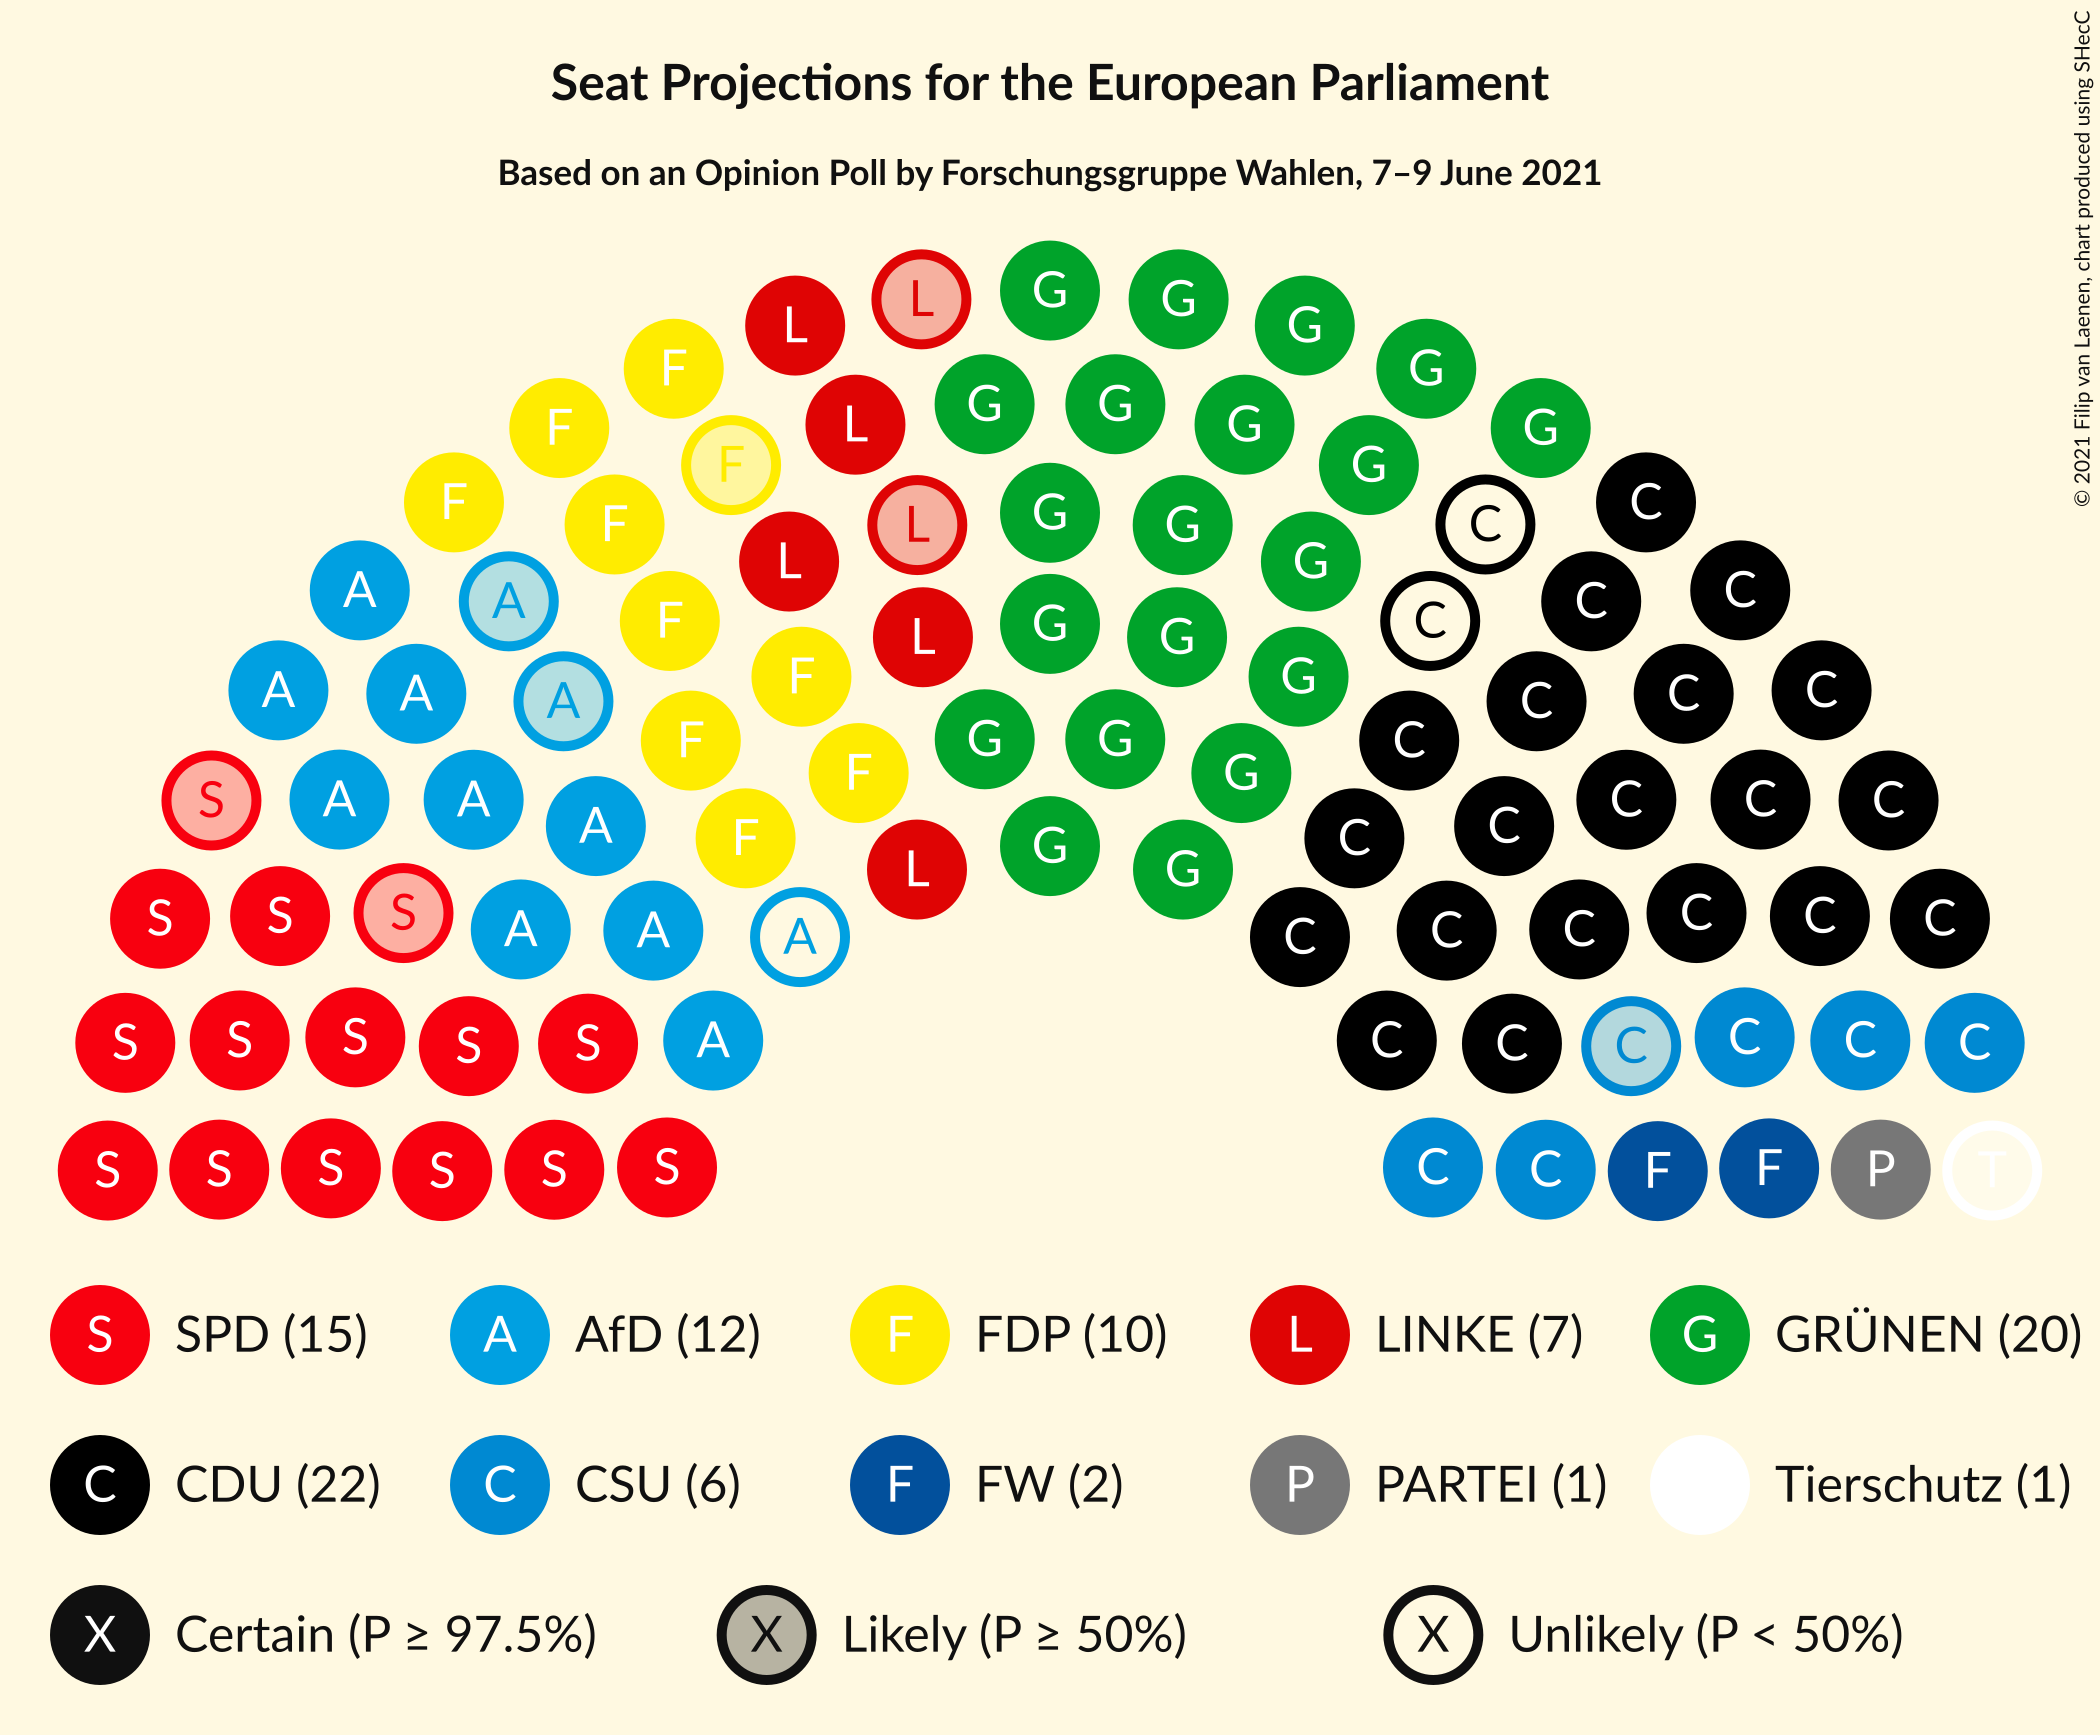 Seat Projections for the European Parliament
Based on an Opinion Poll by Forschungsgruppe Wahlen, 7–9 June 2021
© 2021 Filip van Laenen, chart produced using SHecC
L G G G
F L G
F F L G G G G G
F F L G G G C C
A A F L L G G G C C C
A A A F F G G G C C C C
S A A A F F G G G C C C C C C
S S S A A A L G G C C C C C C
S S S S S A C C C C C C
S S S S S S C C F F P T
S SPD (15) A AfD (12) F FDP (10) L LINKE (7) G GRÜNEN (20)
C CDU (22) C CSU (6) F FW (2) P PARTEI (1) Tierschutz (1)
X Certain (P ≥ 97.5%) X Likely (P ≥ 50%) X Unlikely (P < 50%)